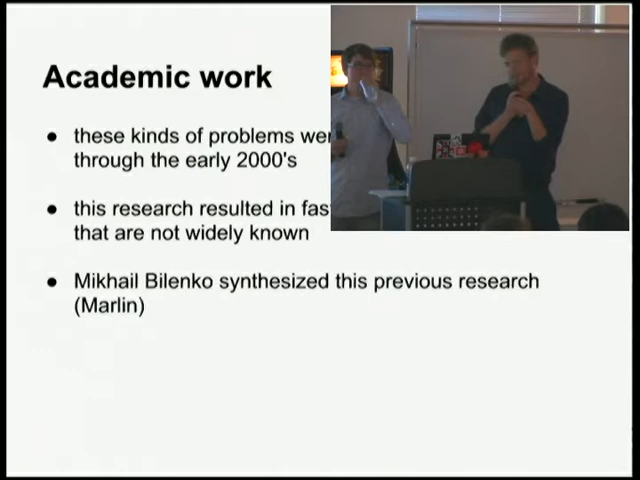 Academic work
● these kinds of problems wer
through the early 2000's
● this research resulted in fas
that are not widely known
● Mikhail Bilenko synthesized this previous research
(Marlin)